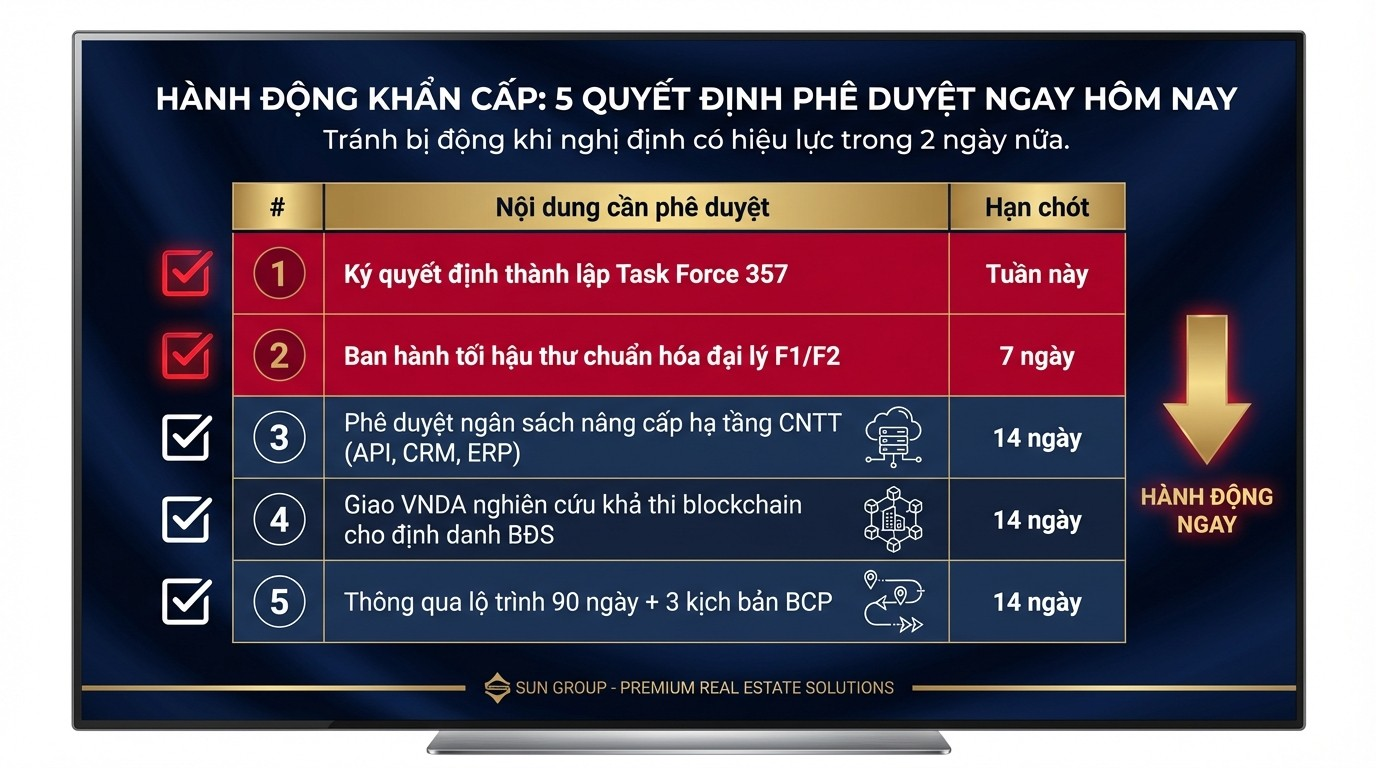 HÀNH ĐỘNG KHẨN CẤP: 5 QUYẾT ĐỊNH PHÊ DUYỆT NGAY HÔM NAY
Tránh bị động khi nghị định có hiệu lực trong 2 ngày nữa.
# Nội dung cần phê duyệt Hạn chót
1 Ký quyết định thành lập Task Force 357 Tuần này
2 Ban hành tối hậu thư chuẩn hóa đại lý F1/F2 7 ngày
3 Phê duyệt ngân sách nâng cấp hạ tầng CNTT
(API, CRM, ERP) 14 ngày
4 Giao VNDA nghiên cứu khả thi blockchain
cho định danh BĐS 14 ngày
5 Thông qua lộ trình 90 ngày + 3 kịch bản BCP 14 ngày
HÀNH ĐỘNG
NGAY
SUN GROUP - PREMIUM REAL ESTATE SOLUTIONS